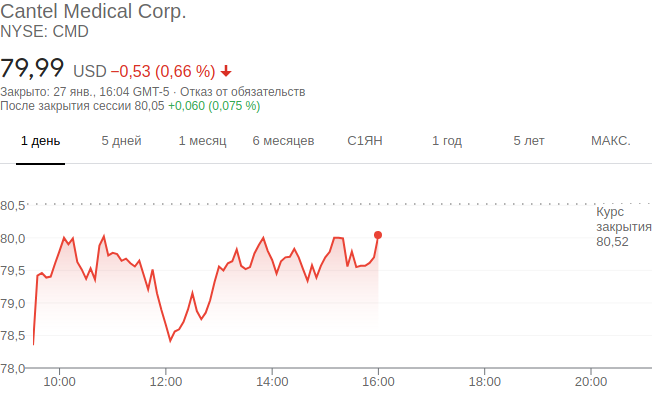 Cantel Medical Corp.
NYSE: CMD
79,99 USD −0,53 (0,66 %)
Закрыто: 27 янв., 16:04 GMT-5 · Отказ от обязательств
После закрытия сессии 80,05 +0,060 (0,075 %)
1 день 5 дней 1 месяц 6 месяцев С1ЯН 1 год 5 лет МАКС.
80,5
Курс
закрытия
80,52
80,0
79,5
79,0
78,5
78,0
10:00 12:00 14:00 16:00 18:00 20:00